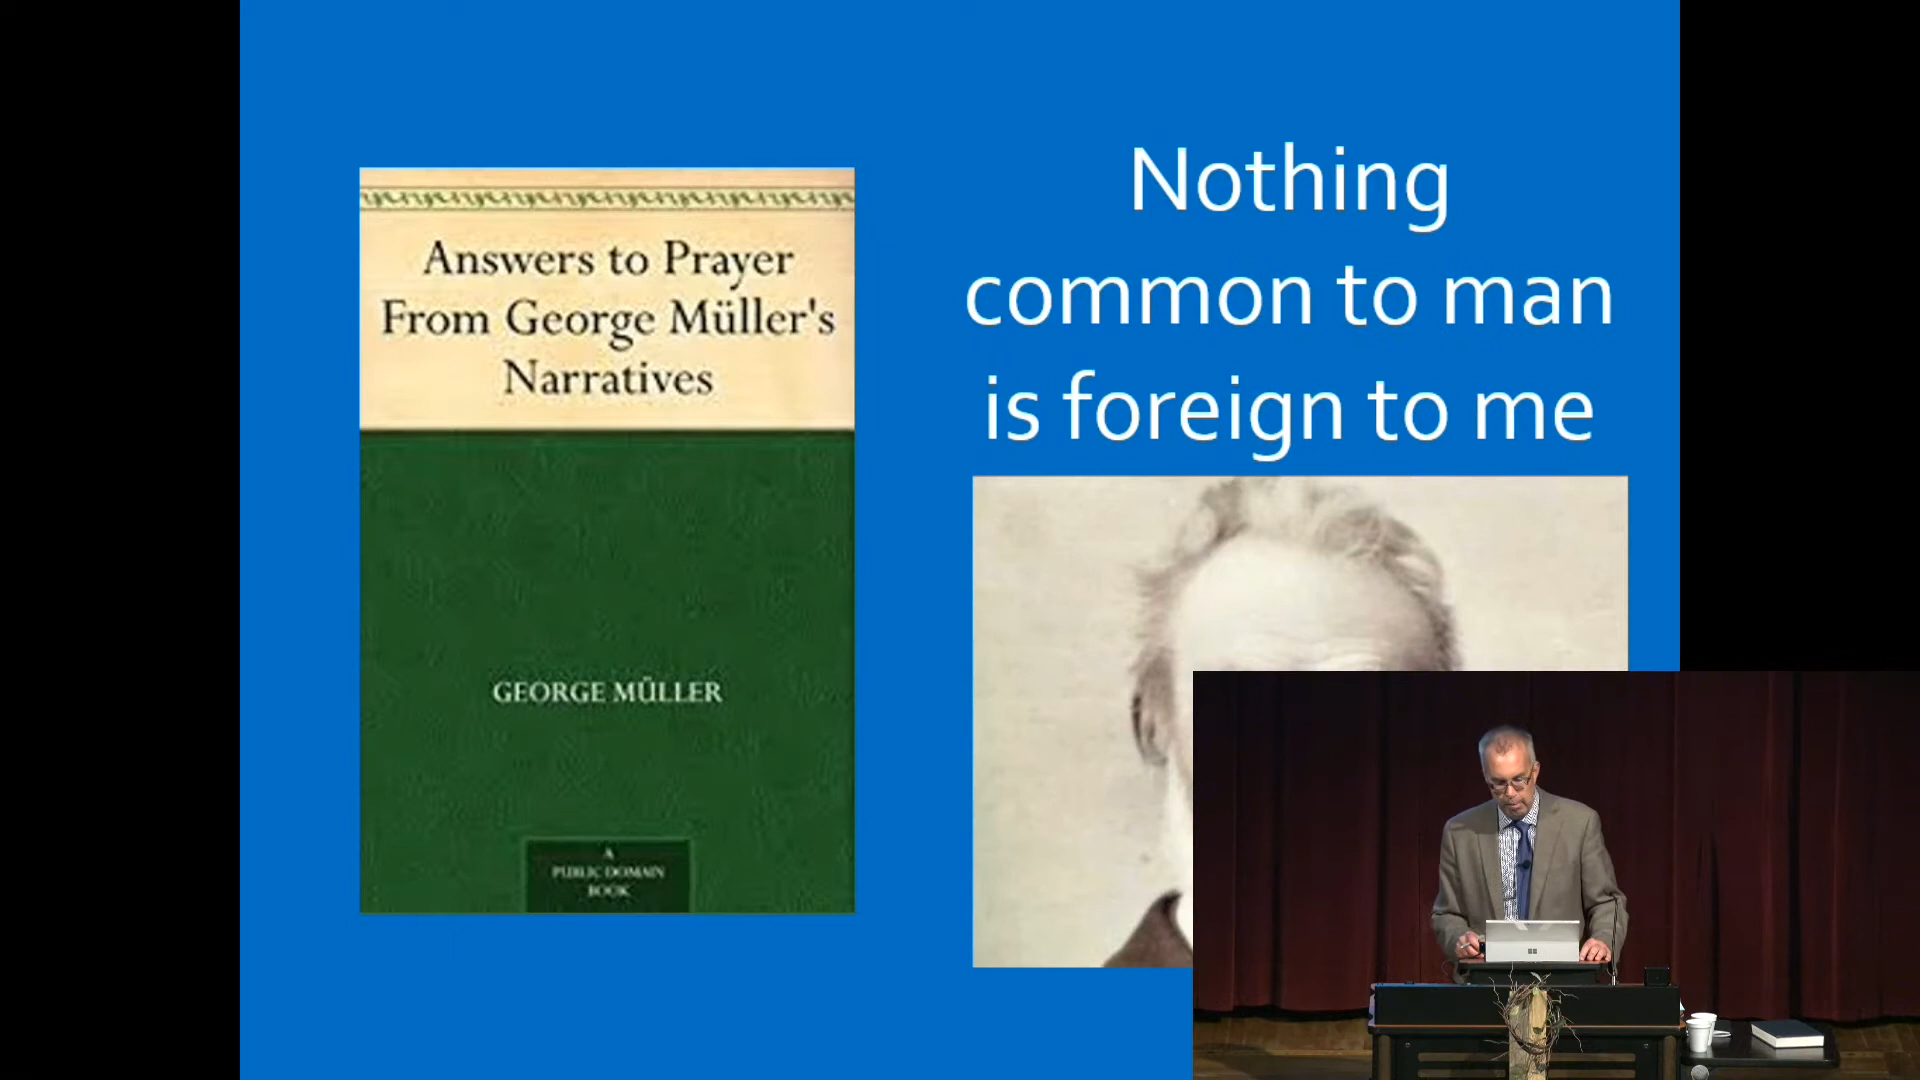 Answers to Prayer
From George Müller's
Narratives
GEORGE MÜLLER
A
PUBLIC DOMAIN
BOOK
Nothing
common to man
is foreign to me